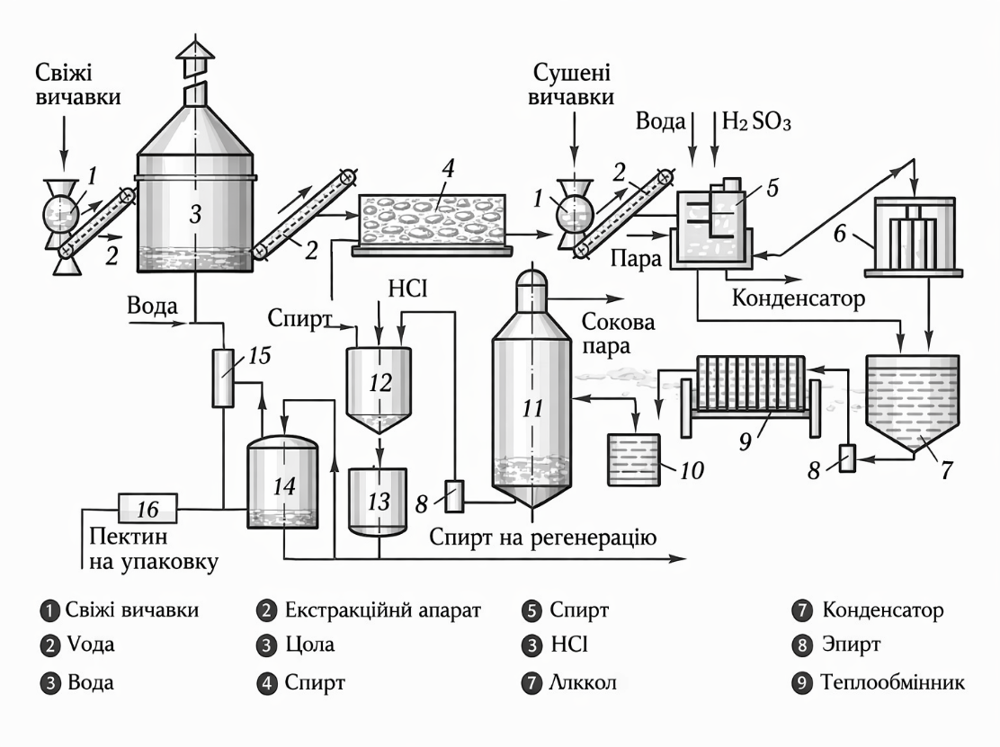 Свіжі
вичавки
1
2
3
2
4
Сушені
вичавки
1
2
Вода
H₂ SO₃
5
Пара
6
Конденсатор
Вода
15
Спирт
HCl
12
Сокова
пара
11
10
9
8
7
14
13
8
16
Пектин
на упаковку
Спирт на регенерацію
1 Свіжі вичавки
2 Екстракційнй апарат
5 Спирт
7 Конденсатор
2 Vода
3 Цола
3 HCl
8 Эпирт
3 Вода
4 Спирт
7 Лпккол
9 Теплообмінник